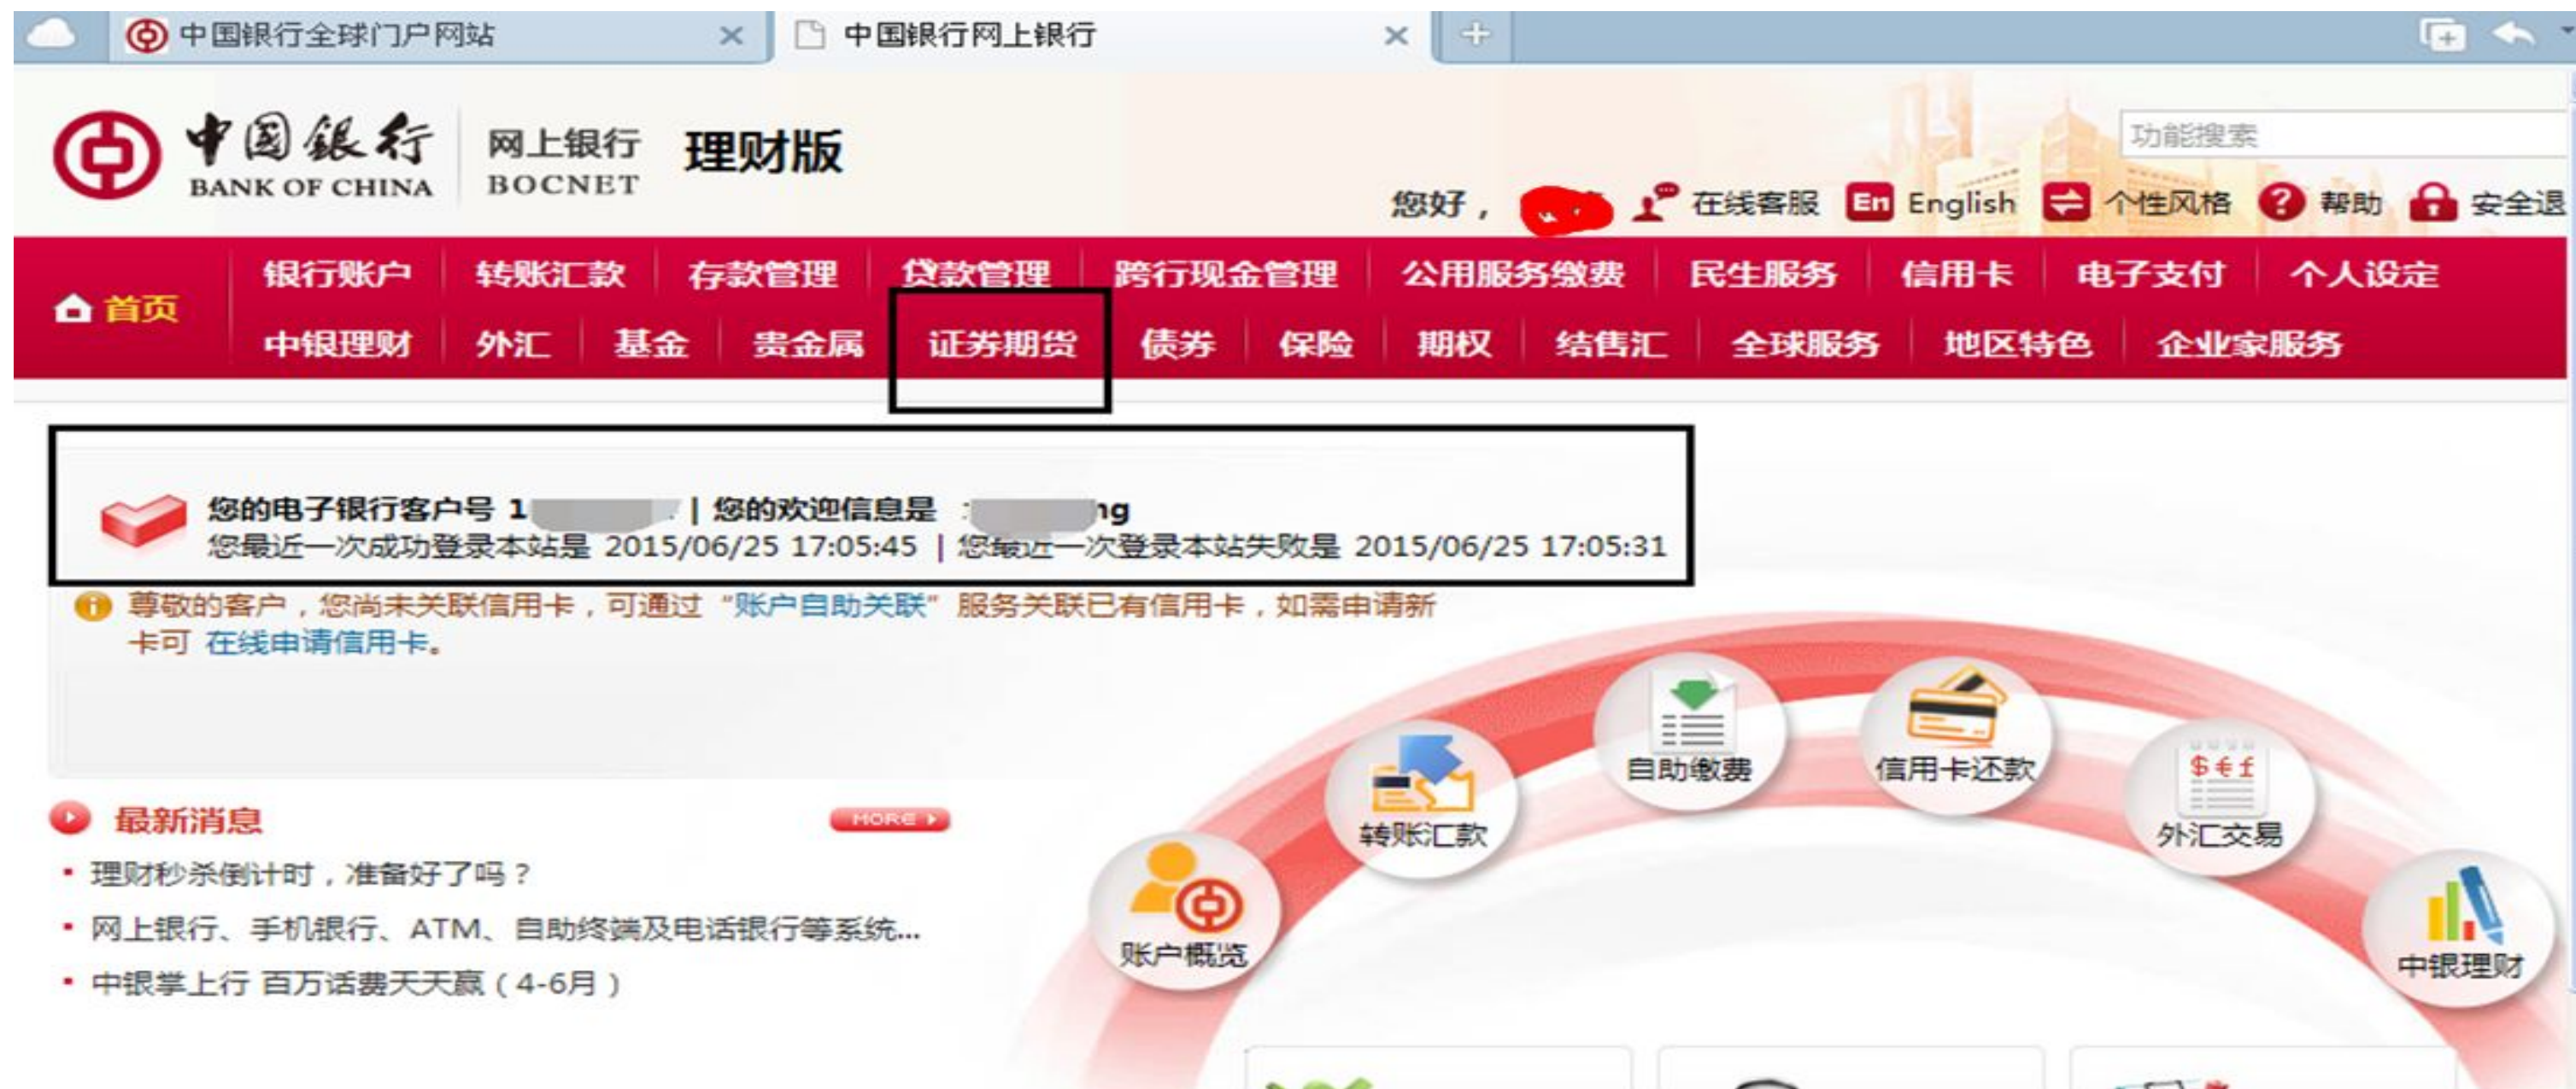 中国银行全球门户网站 中国银行网上银行
中国銀行 网上银行 理财版 功能搜索
BANK OF CHINA BOCNET
您好， 在线客服 En English 个性风格 ? 帮助 安全退
银行账户 转账汇款 存款管理 贷款管理 跨行现金管理 公用服务缴费 民生服务 信用卡 电子支付 个人设定
首页
中银理财 外汇 基金 贵金属 证券期货 债券 保险 期权 结售汇 全球服务 地区特色 企业家服务
您的电子银行客户号 1 | 您的欢迎信息是 ng
您最近一次成功登录本站是 2015/06/25 17:05:45 | 您最近一次登录本站失败是 2015/06/25 17:05:31
尊敬的客户，您尚未关联信用卡，可通过“账户自助关联”服务关联已有信用卡，如需申请新
卡可 在线申请信用卡。
自助缴费 信用卡还款
$€£
转账汇款 外汇交易
最新消息 MORE
理财秒杀倒计时，准备好了吗？
网上银行、手机银行、ATM、自助终端及电话银行等系统...
账户概览 中银理财
中银掌上行 百万话费天天赢（4-6月）